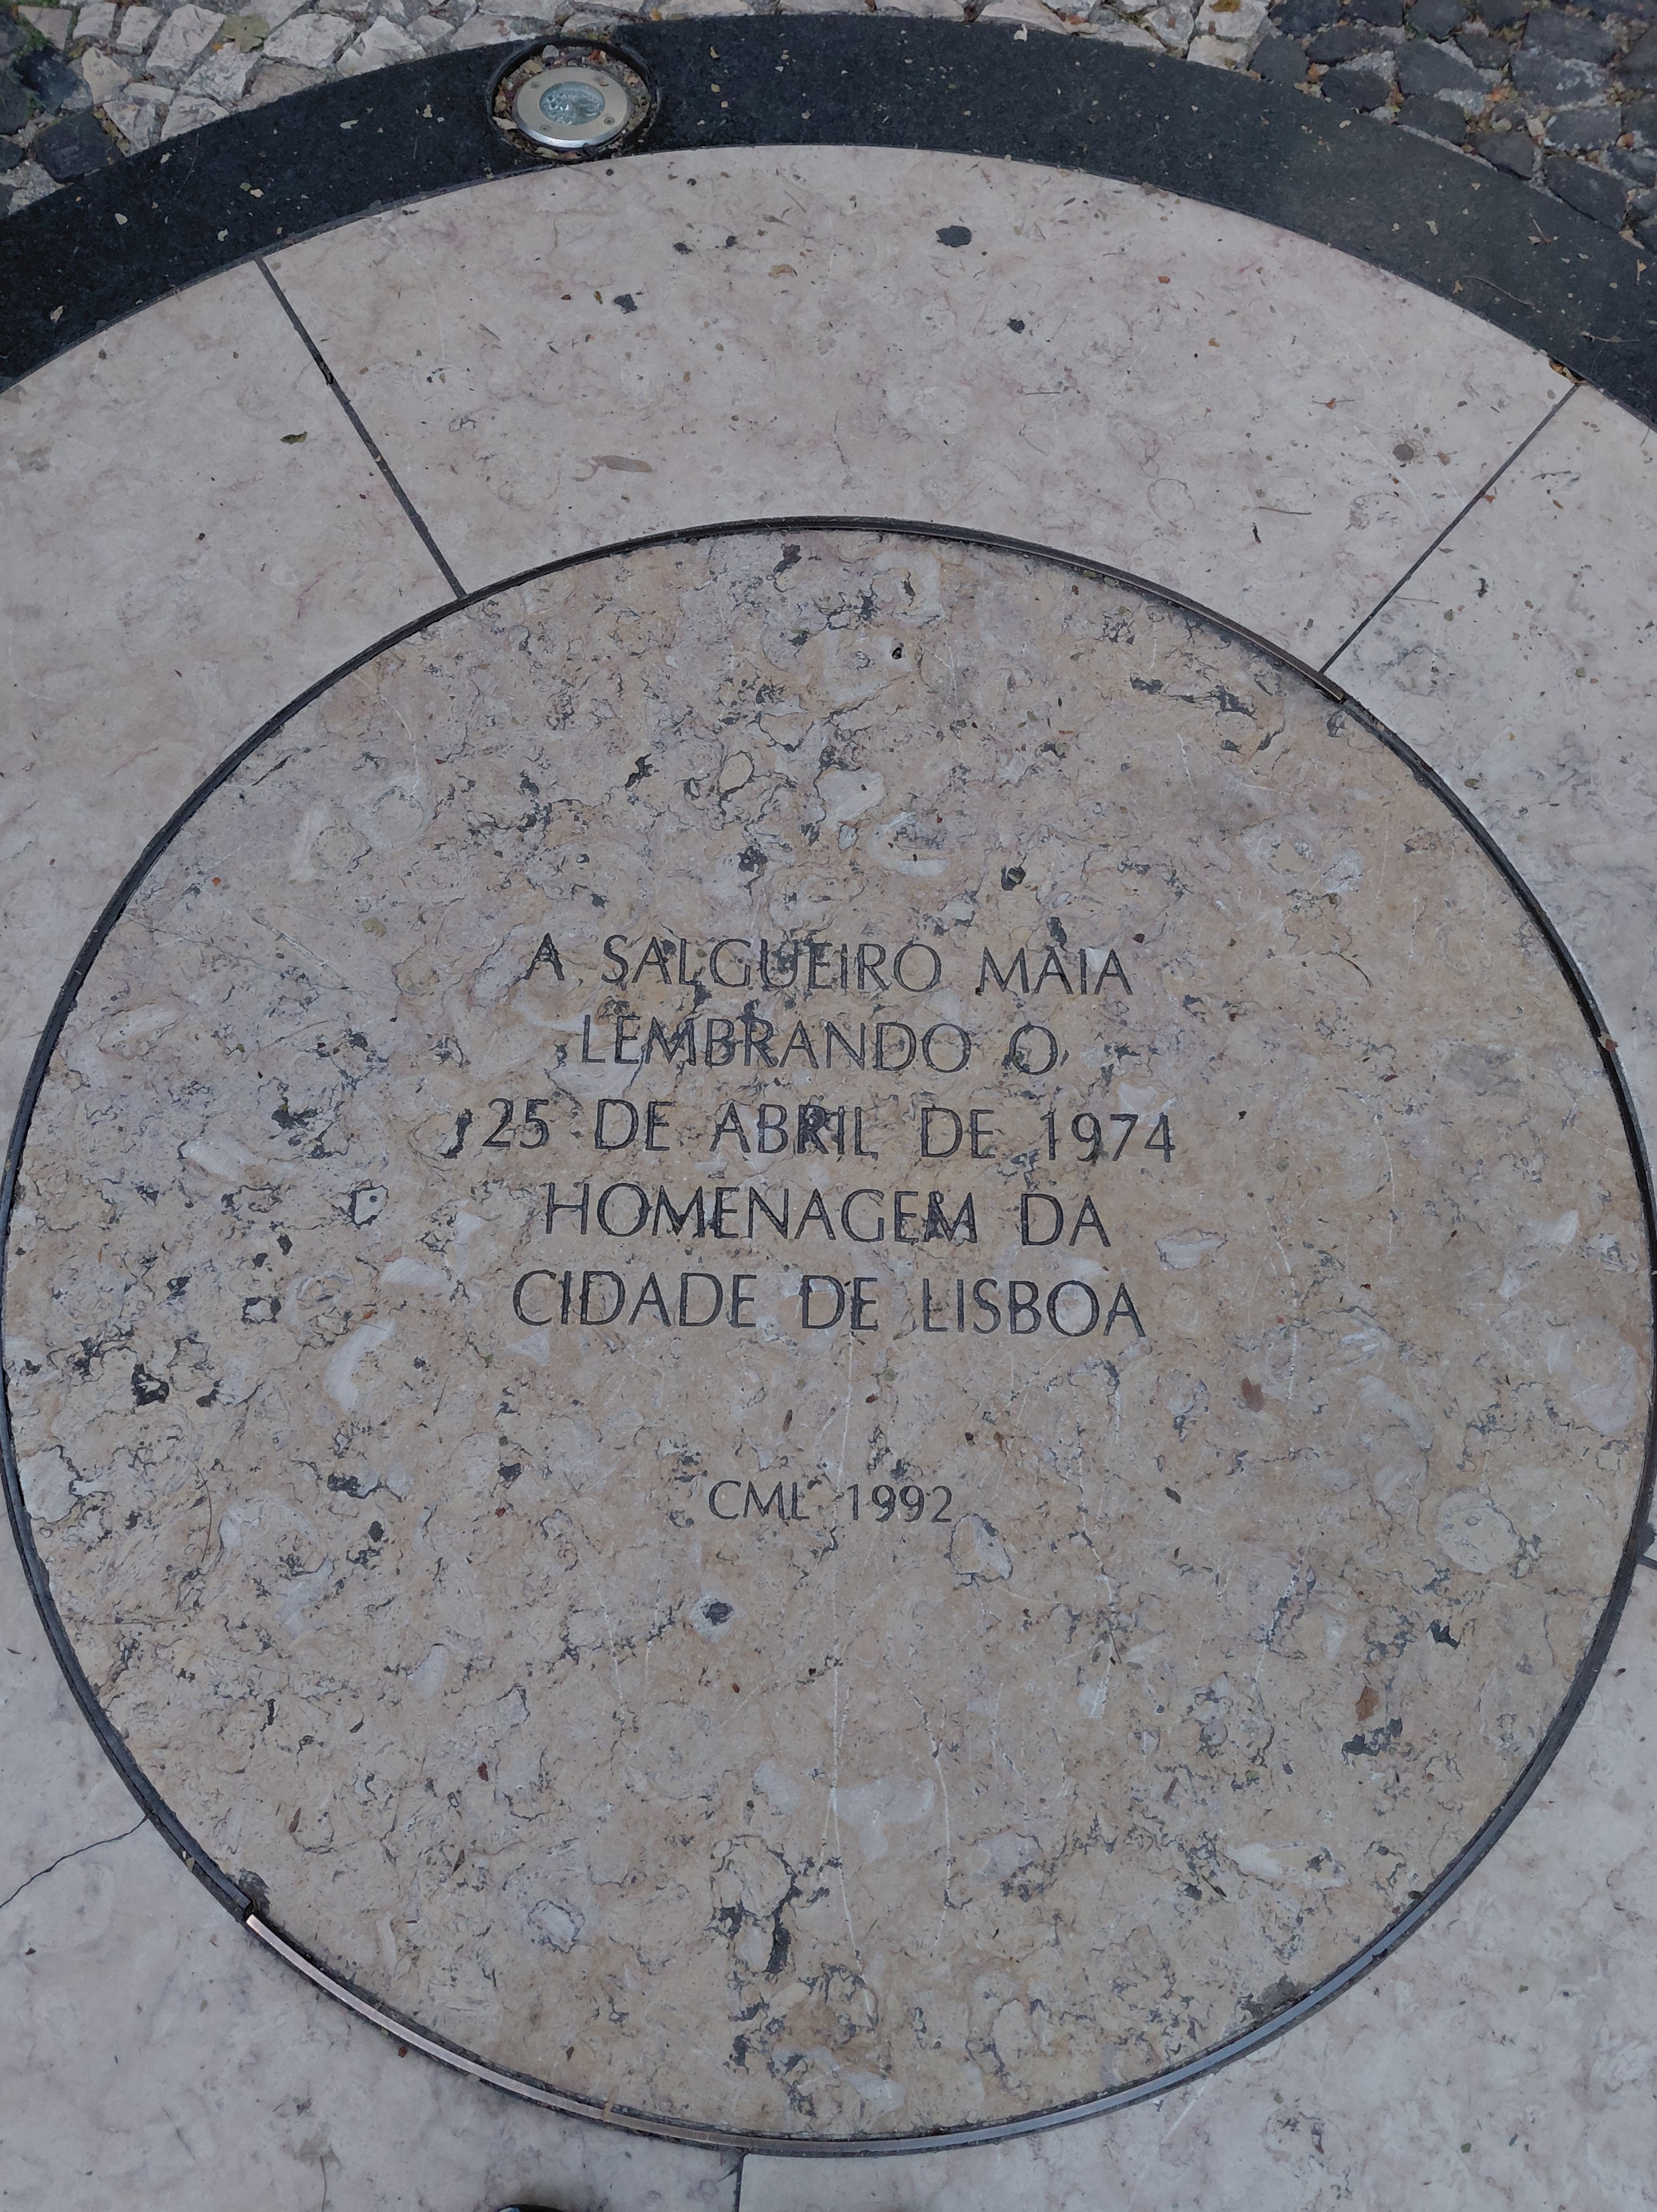 A SALGUEIRO MAIA
LEMBRANDO O
25 DE ABRIL DE 1974
HOMENAGEM DA
CIDADE DE LISBOA
CML 1992